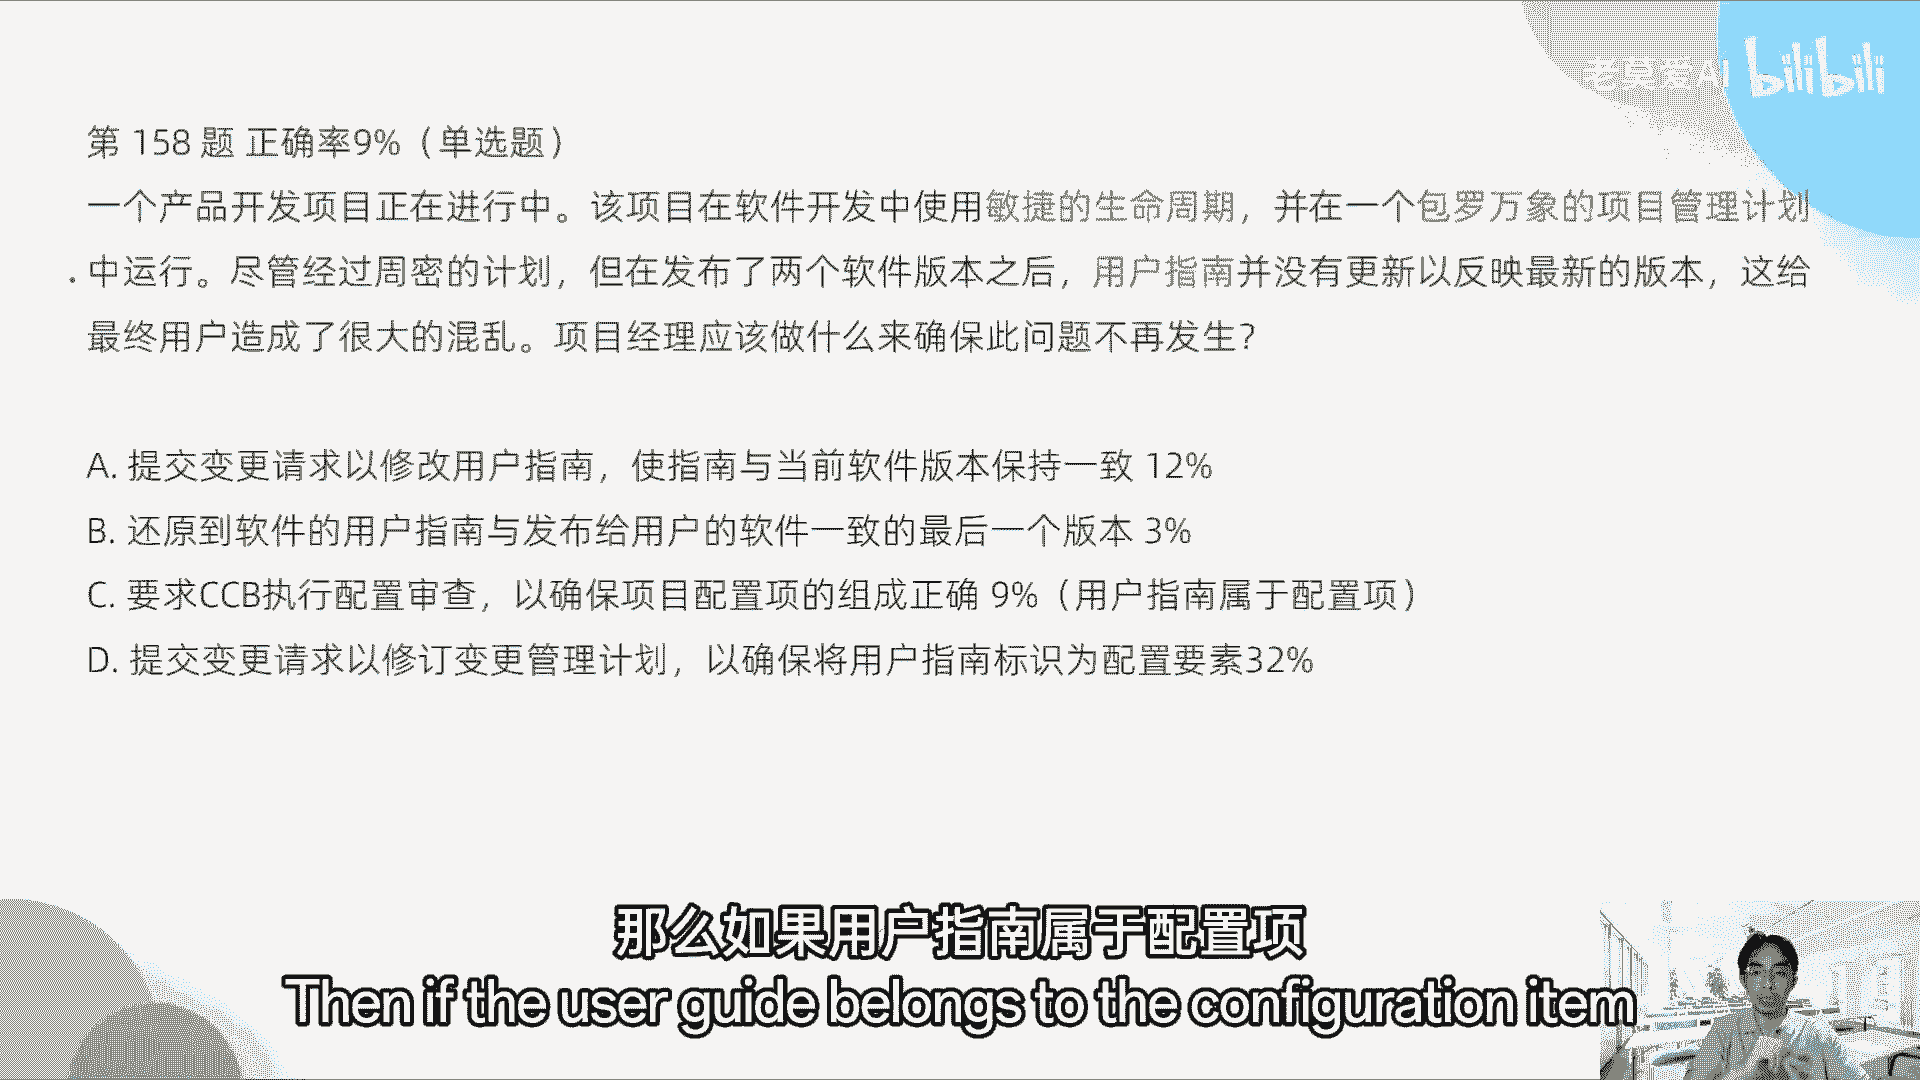 老莫爱AI bilibili
第 158 题 正确率9%（单选题）
一个产品开发项目正在进行中。该项目在软件开发中使用敏捷的生命周期，并在一个包罗万象的项目管理计划
中运行。尽管经过周密的计划，但在发布了两个软件版本之后，用户指南并没有更新以反映最新的版本，这给
最终用户造成了很大的混乱。项目经理应该做什么来确保此问题不再发生？
A. 提交变更请求以修改用户指南，使指南与当前软件版本保持一致 12%
B. 还原到软件的用户指南与发布给用户的软件一致的最后一个版本 3%
C. 要求CCB执行配置审查，以确保项目配置项的组成正确 9%（用户指南属于配置项）
D. 提交变更请求以修订变更管理计划，以确保将用户指南标识为配置要素32%
那么如果用户指南属于配置项
Then if the user guide belongs to the configuration item